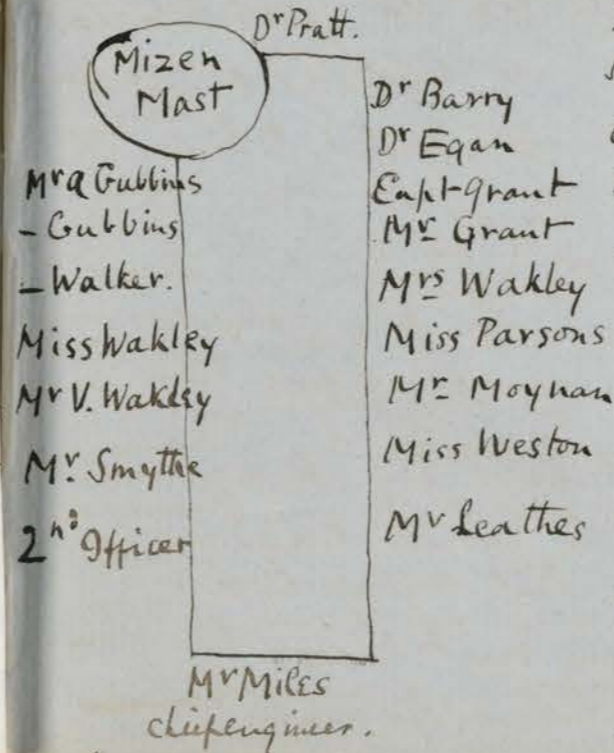 Dr Pratt.
Mizen
Mast
Mr A Gubbins
- Gubbins
- Walker.
Miss Wakley
Mr V. Wakley
Mr Smythe
2nd Officer
Dr Barry
Dr Egan
Capt Grant
Mr Grant
Mrs Wakley
Miss Parsons
Mr Moynan
Miss Weston
Mr Leathes
Mr Miles
chief engineer.